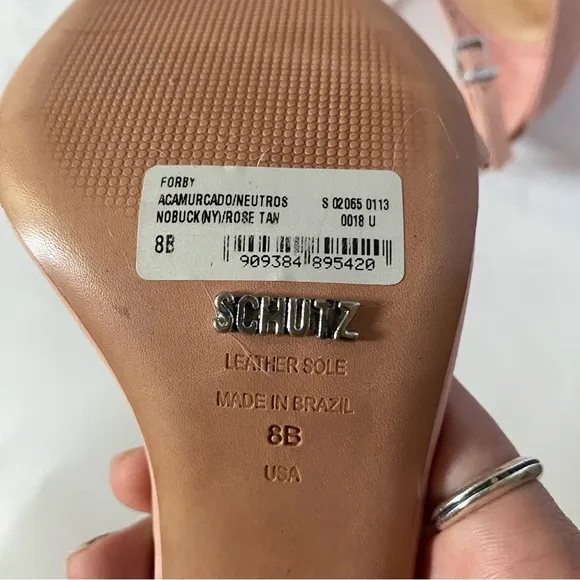 FORBY
ACAMURCADO/NEUTROS S 02065 0113
NOBUCK(NY)/ROSE TAN 0018 U
8B
909384 895420
SCHUTZ
LEATHER SOLE
MADE IN BRAZIL
8B
USA